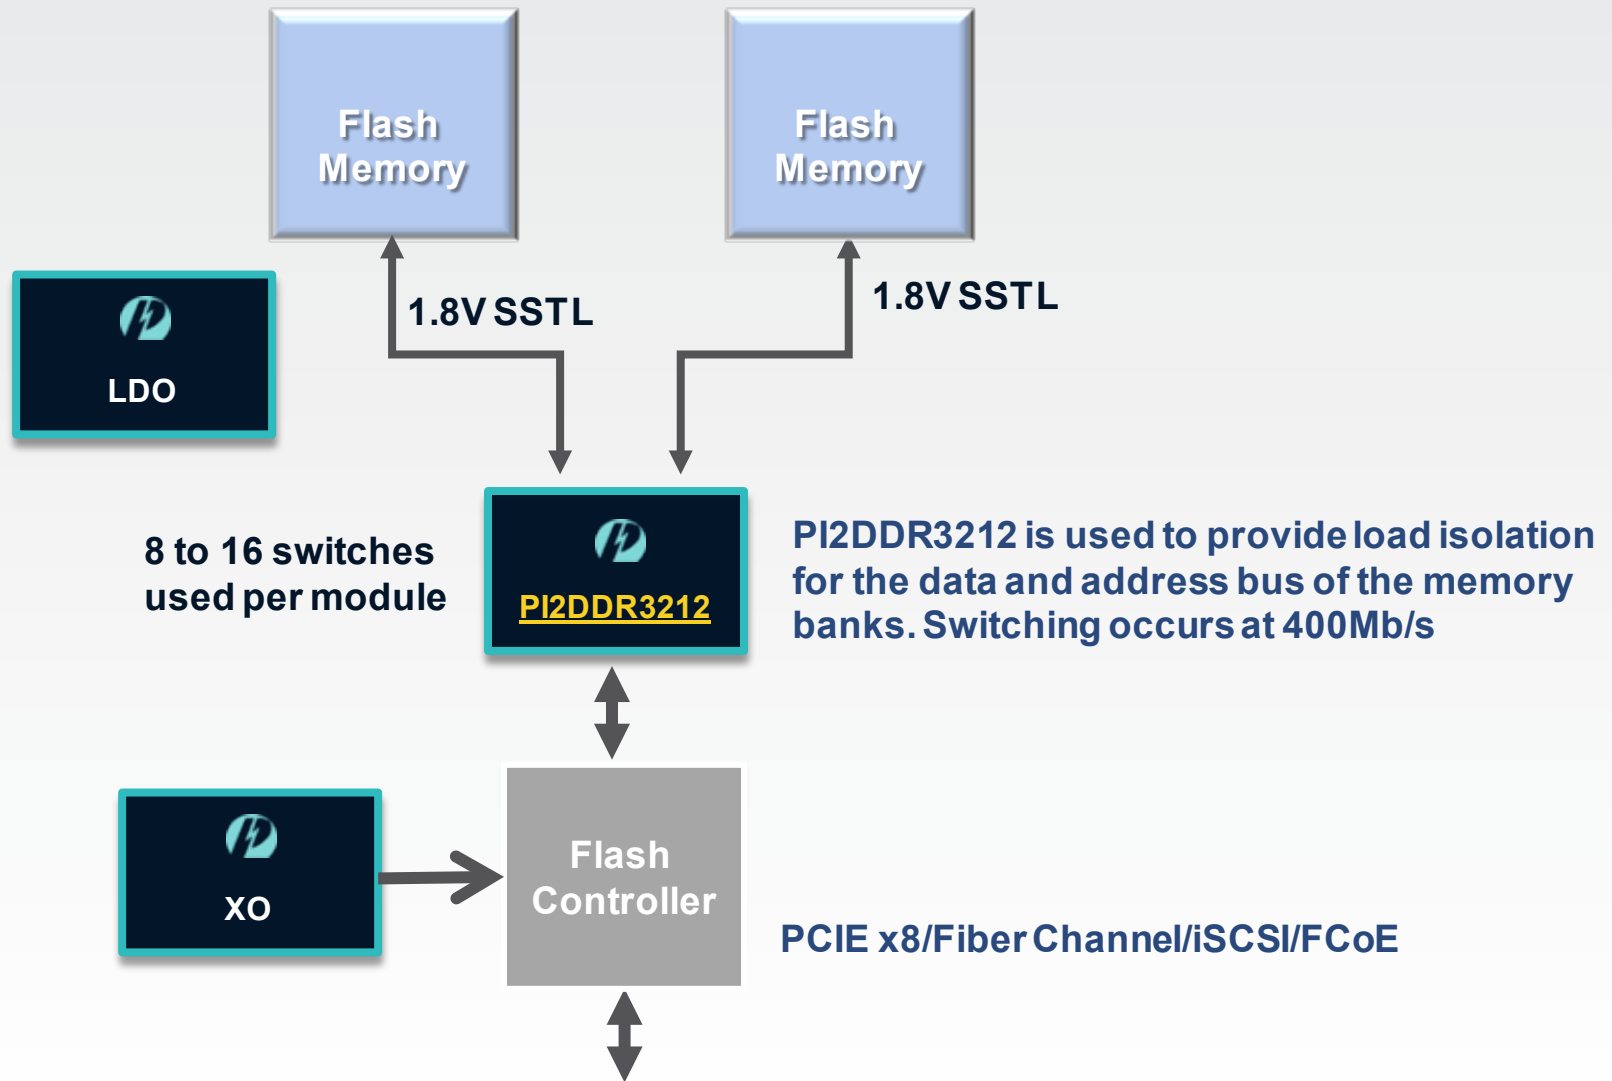 Flash
Memory
Flash
Memory
1.8V SSTL
1.8V SSTL
LDO
8 to 16 switches
used per module
PI2DDR3212
PI2DDR3212 is used to provide load isolation
for the data and address bus of the memory
banks. Switching occurs at 400Mb/s
XO
Flash
Controller
PCIE x8/Fiber Channel/iSCSI/FCoE